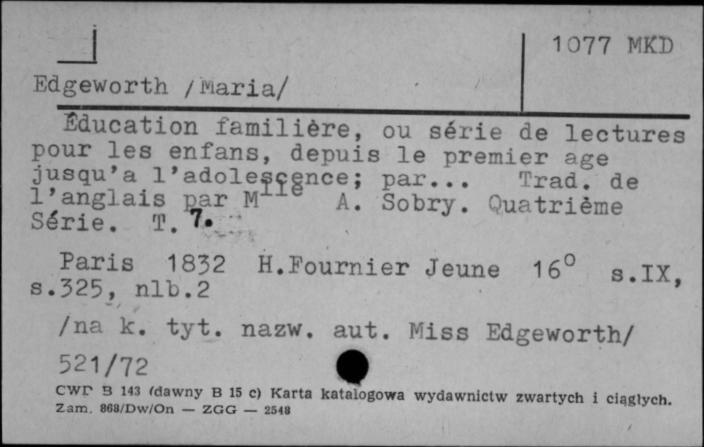 1077 MKD
Edgeworth /Maria/
Éducation familière, ou série de lectures
pour les enfans, depuis le premier age
jusqu'a l'adolescence; par... Trad. de
l'anglais par Mlle A. Sobry. Quatrième
Série. T. 7.
Paris 1832 H.Fournier Jeune 16° s.IX,
s.325, nlb.2
/na k. tyt. nazw. aut. Miss Edgeworth/
521/72
CWD B 143 (dawny B 15 c) Karta katalogowa wydawnictw zwartych i ciągłych.
Zam. 868/Dw/On — ZGG — 2548